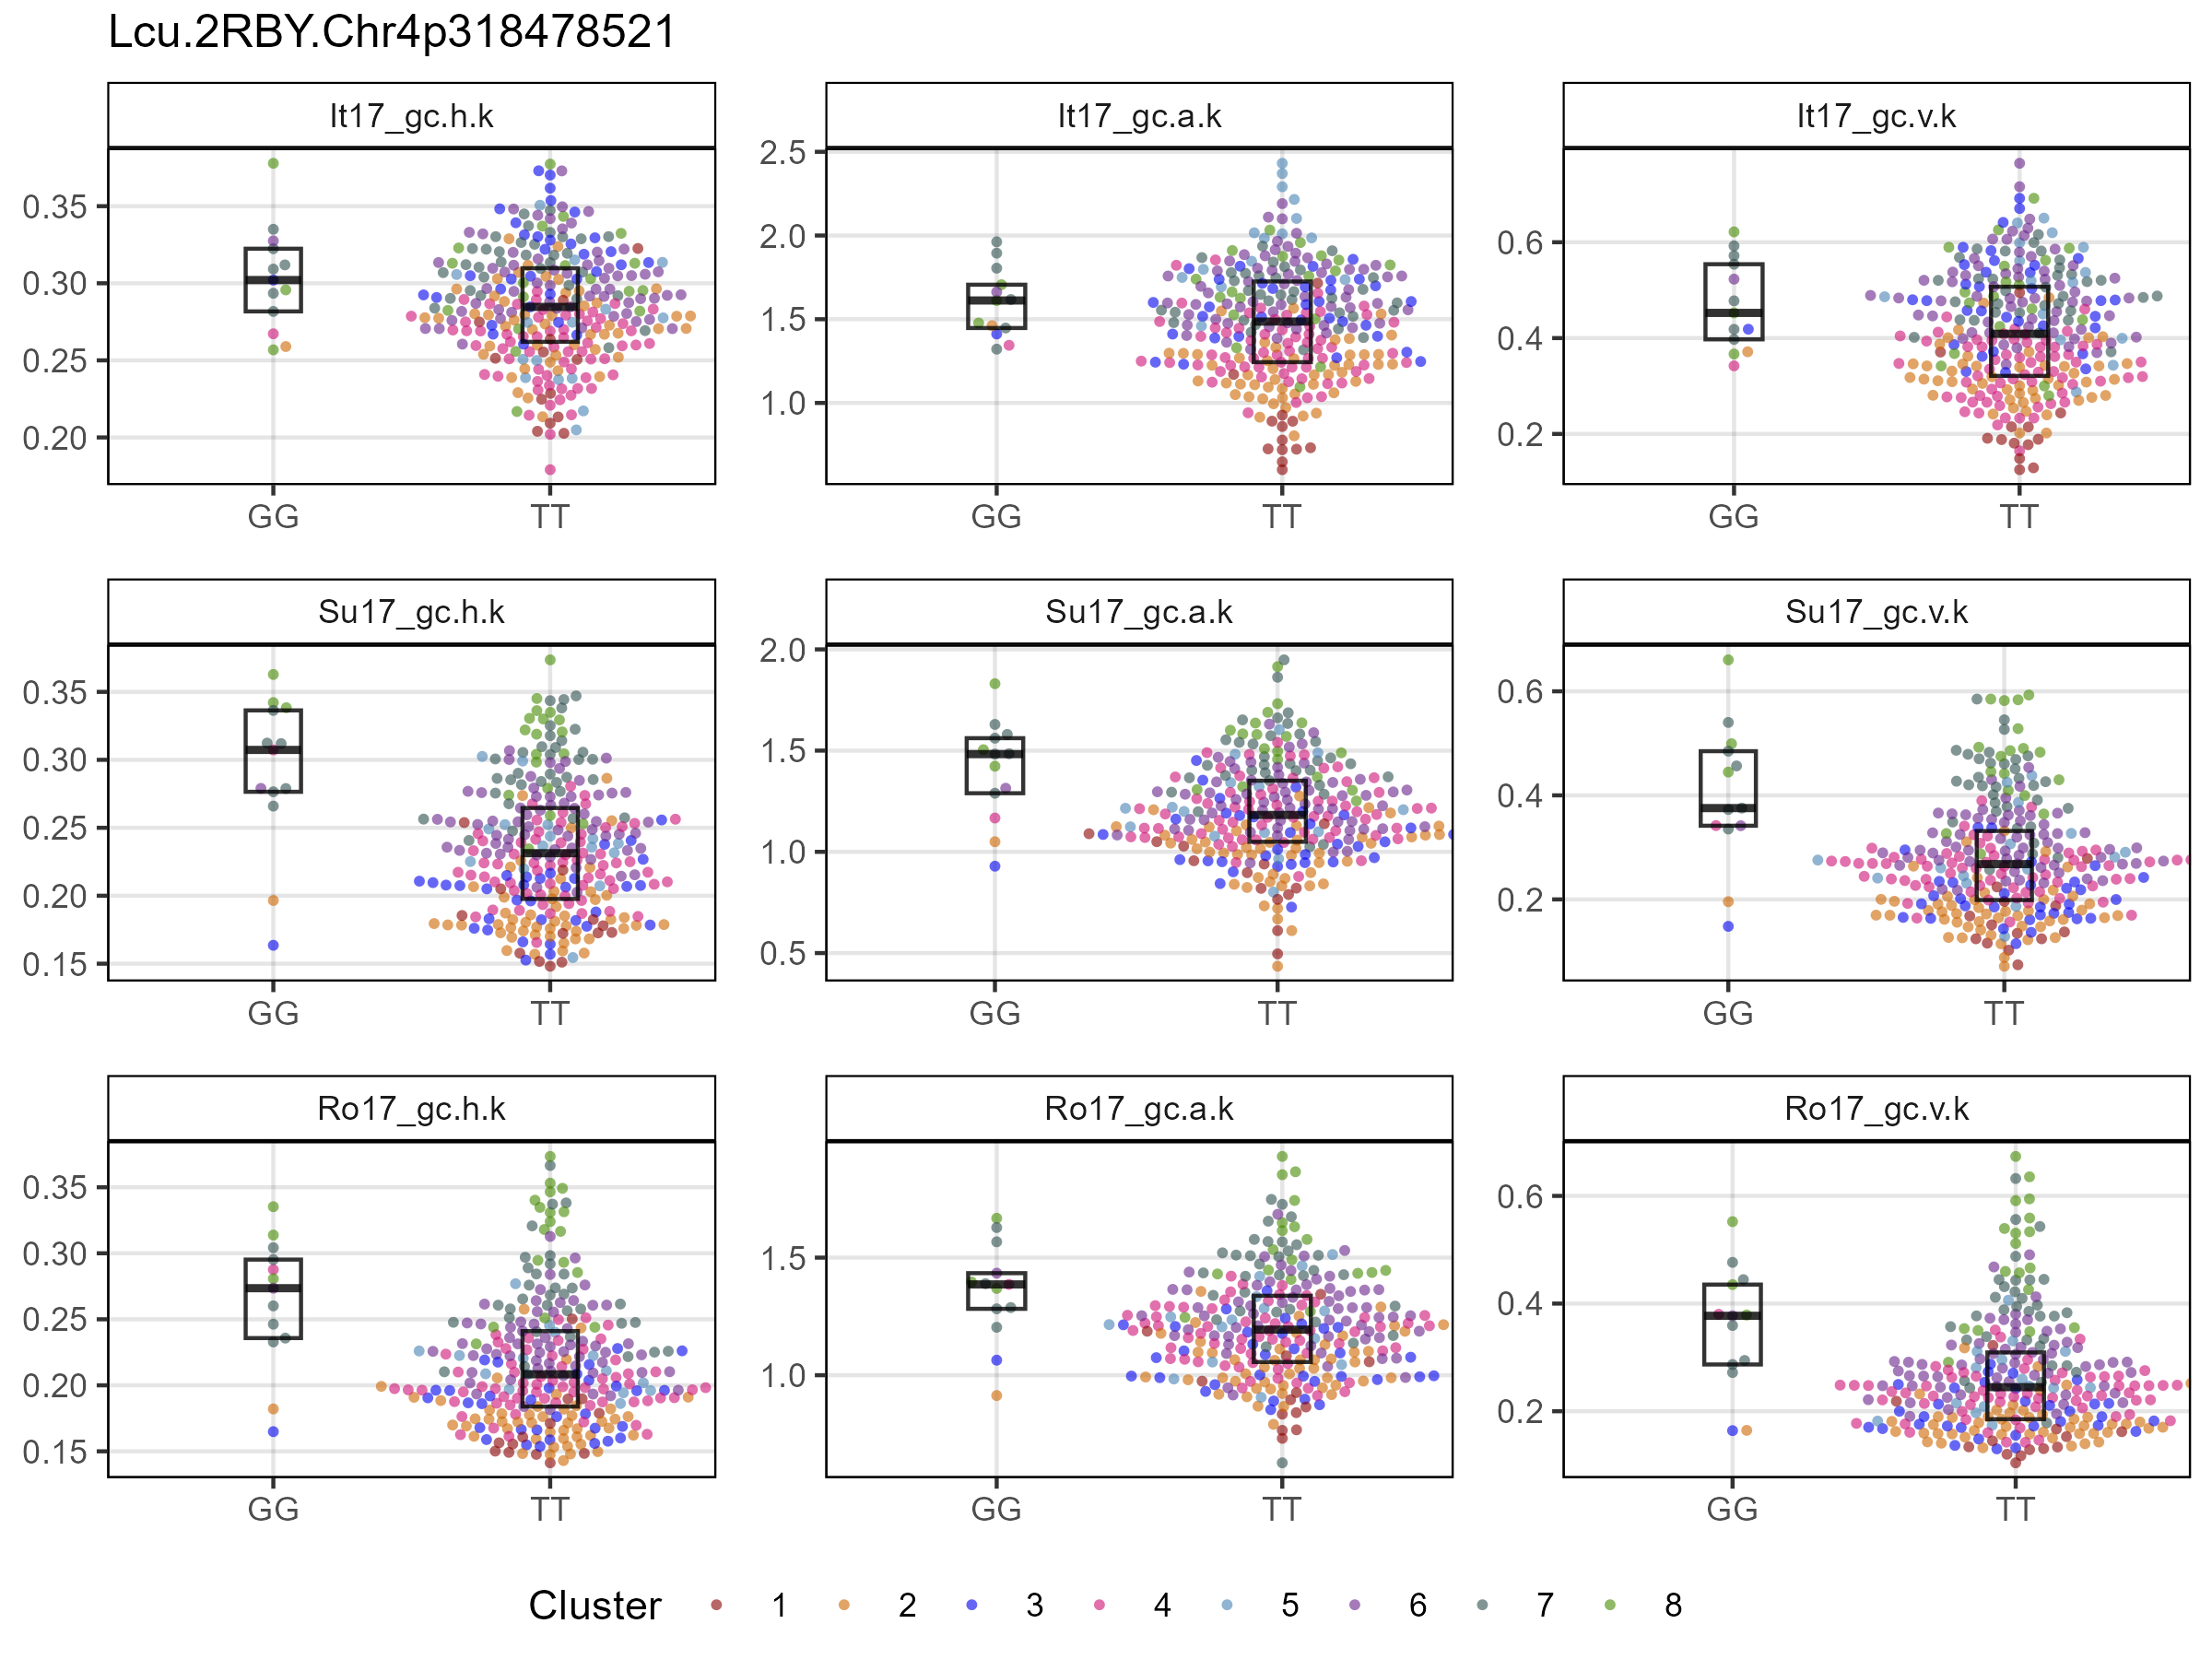 Lcu.2RBY.Chr4p318478521
It17_gc.h.k
It17_gc.a.k
It17_gc.v.k
0.35
0.30
0.25
0.20
2.5
2.0
1.5
1.0
0.6
0.4
0.2
GG TT
GG TT
GG TT
Su17_gc.h.k
Su17_gc.a.k
Su17_gc.v.k
0.35
0.30
0.25
0.20
0.15
2.0
1.5
1.0
0.5
0.6
0.4
0.2
GG TT
GG TT
GG TT
Ro17_gc.h.k
Ro17_gc.a.k
Ro17_gc.v.k
0.35
0.30
0.25
0.20
0.15
1.5
1.0
0.6
0.4
0.2
GG TT
GG TT
GG TT
Cluster 1 2 3 4 5 6 7 8